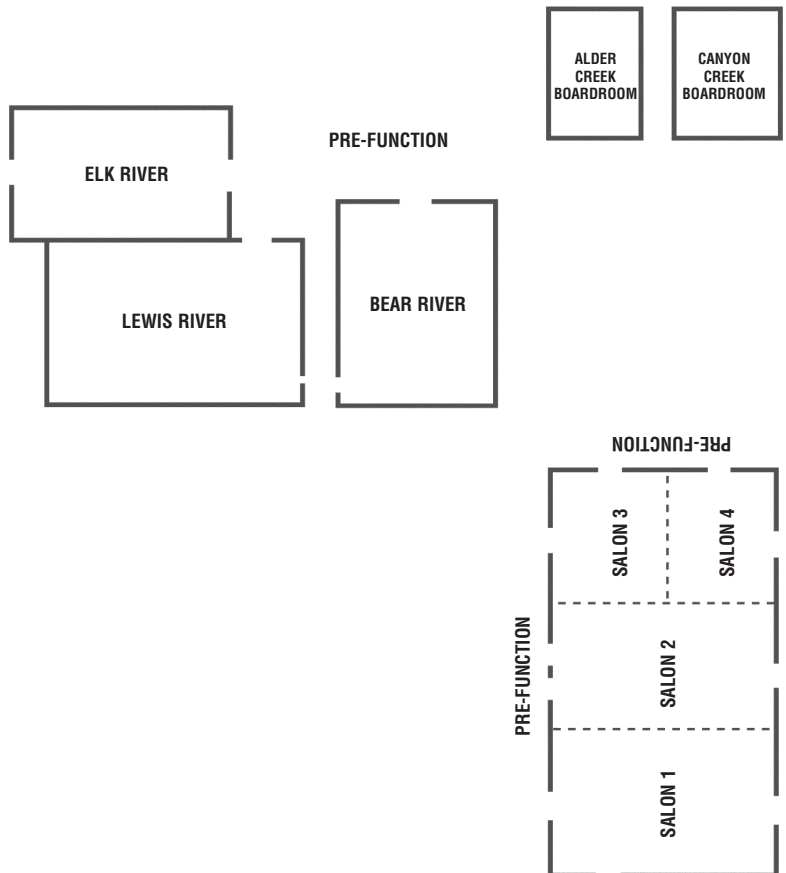 ALDER
CREEK
BOARDROOM
CANYON
CREEK
BOARDROOM
PRE-FUNCTION
ELK RIVER
BEAR RIVER
LEWIS RIVER
PRE-FUNCTION
SALON 3
SALON 4
PRE-FUNCTION
SALON 2
SALON 1